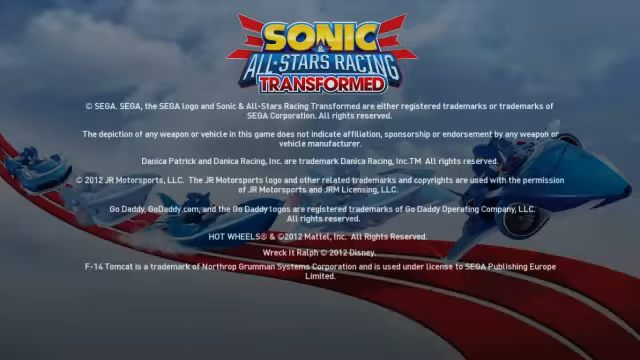 SONIC
& ALL-STARS RACING
TRANSFORMED
© SEGA. SEGA, the SEGA logo and Sonic & All-Stars Racing Transformed are either registered trademarks or trademarks of
SEGA Corporation. All rights reserved.
The depiction of any weapon or vehicle in this game does not indicate affiliation, sponsorship or endorsement by any weapon or
vehicle manufacturer.
Danica Patrick and Danica Racing, Inc. are trademark Danica Racing, Inc.TM All rights reserved.
© 2012 JR Motorsports, LLC. The JR Motorsports logo and other related trademarks and copyrights are used with the permission
of JR Motorsports and JRM Licensing, LLC.
Go Daddy, GoDaddy.com, and the Go Daddy logos are registered trademarks of Go Daddy Operating Company, LLC.
All rights reserved.
HOT WHEELS® & ©2012 Mattel, Inc. All Rights Reserved.
Wreck It Ralph © 2012 Disney.
F-14 Tomcat is a trademark of Northrop Grumman Systems Corporation and is used under license to SEGA Publishing Europe
Limited.